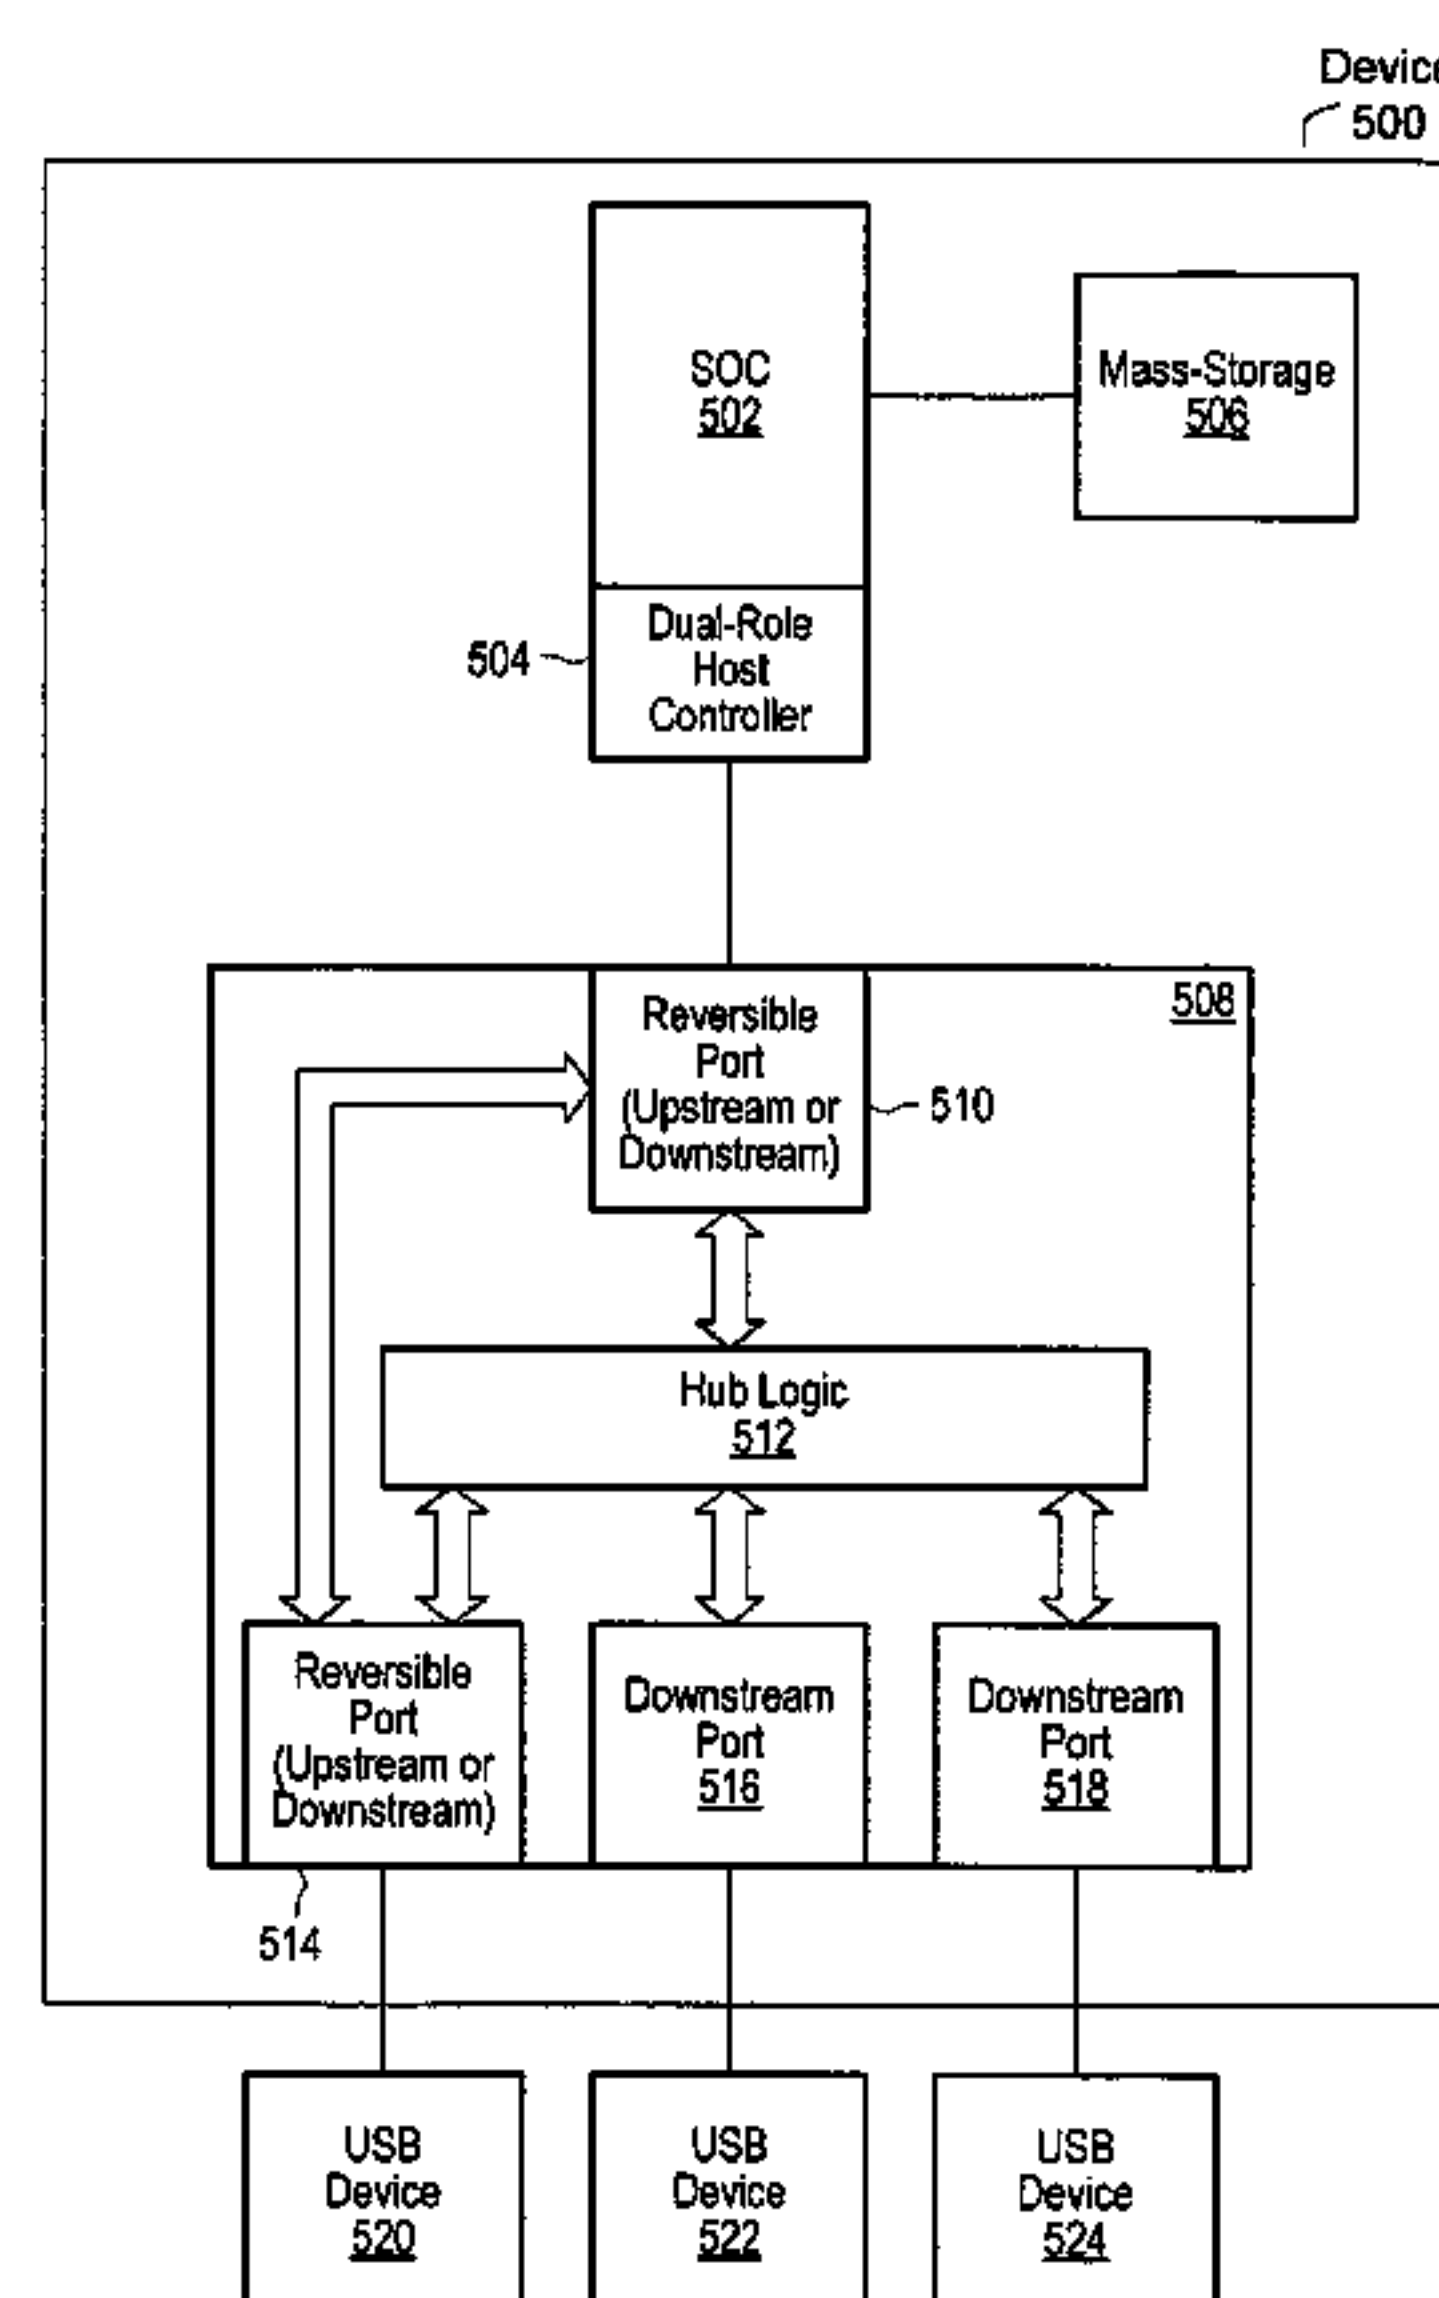 Device
500
SOC
502
Mass-Storage
506
504
Dual-Role
Host
Controller
508
Reversible
Port
(Upstream or
Downstream)
510
Hub Logic
512
Reversible
Port
(Upstream or
Downstream)
Downstream
Port
516
Downstream
Port
518
514
USB
Device
520
USB
Device
522
USB
Device
524